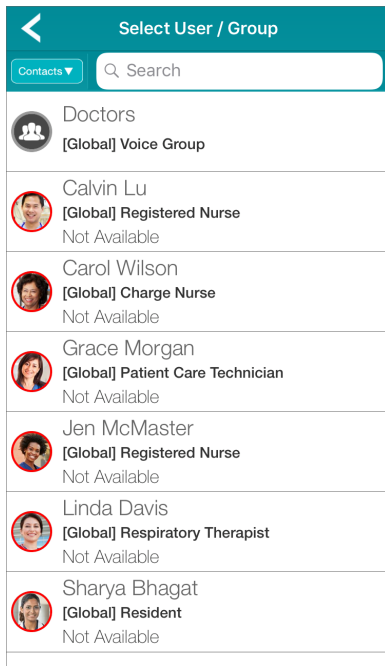 Select User / Group
Contacts▼
Search
Doctors
[Global] Voice Group
Calvin Lu
[Global] Registered Nurse
Not Available
Carol Wilson
[Global] Charge Nurse
Not Available
Grace Morgan
[Global] Patient Care Technician
Not Available
Jen McMaster
[Global] Registered Nurse
Not Available
Linda Davis
[Global] Respiratory Therapist
Not Available
Sharya Bhagat
[Global] Resident
Not Available